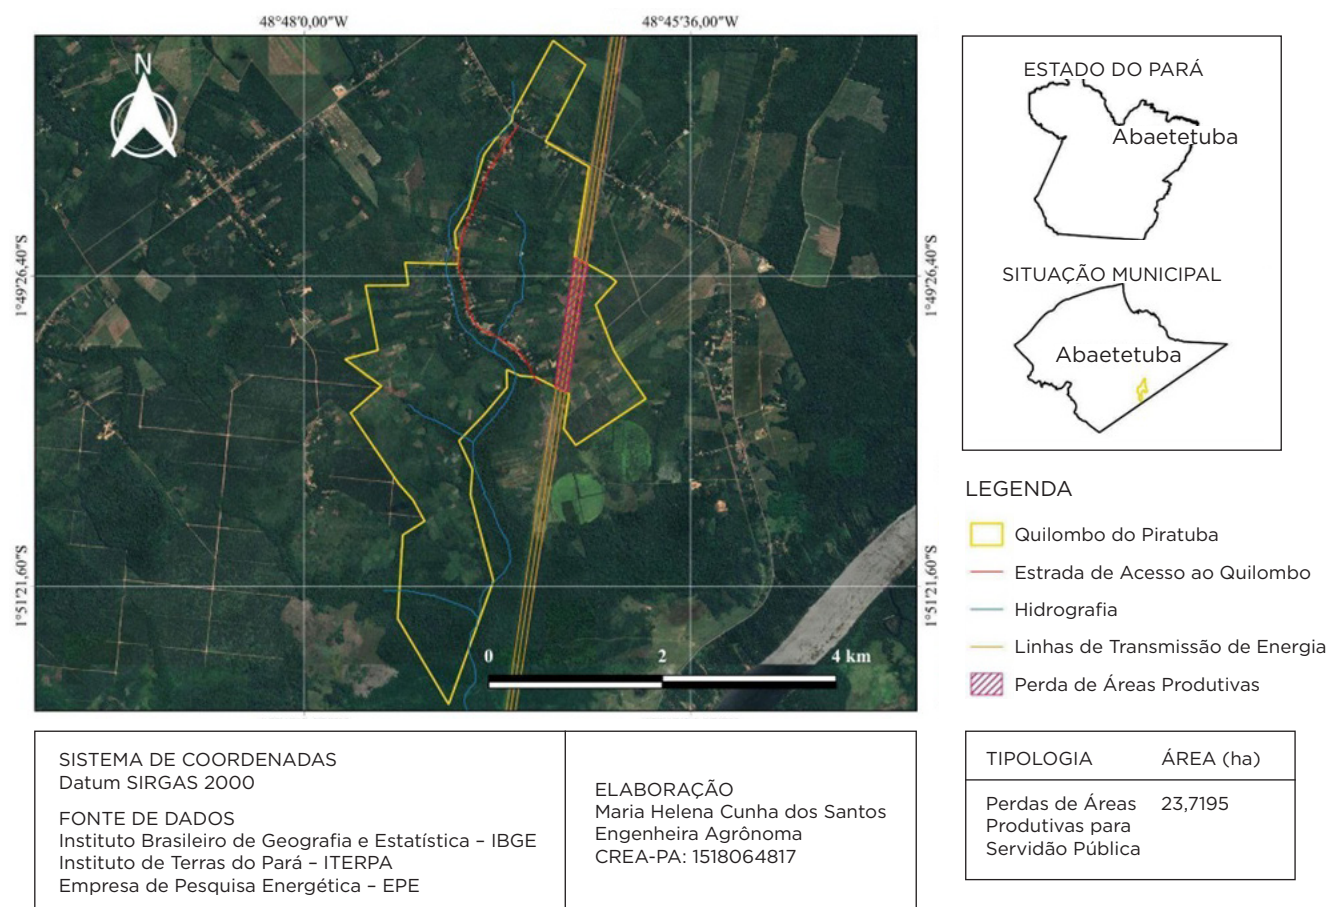 48°48'0,00"W
48°45'36,00"W
N
1°49'26,40"S
1°49'26,40"S
1°51'21,60"S
1°51'21,60"S
0
2
4 km
ESTADO DO PARÁ
Abaetetuba
SITUAÇÃO MUNICIPAL
Abaetetuba
LEGENDA
Quilombo do Piratuba
Estrada de Acesso ao Quilombo
Hidrografia
Linhas de Transmissão de Energia
Perda de Áreas Produtivas
SISTEMA DE COORDENADAS
Datum SIRGAS 2000
FONTE DE DADOS
Instituto Brasileiro de Geografia e Estatística – IBGE
Instituto de Terras do Pará – ITERPA
Empresa de Pesquisa Energética – EPE
ELABORAÇÃO
Maria Helena Cunha dos Santos
Engenheira Agrônoma
CREA-PA: 1518064817
TIPOLOGIA ÁREA (ha)
Perdas de Áreas 23,7195
Produtivas para
Servidão Pública